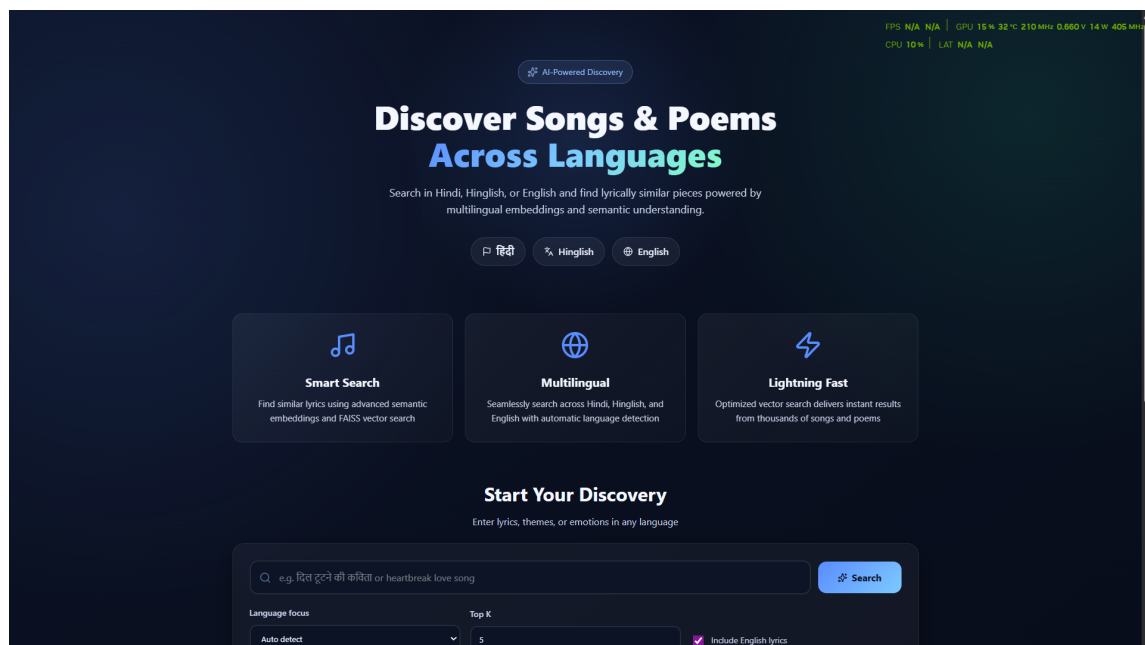 FPS N/A N/A | GPU 15 % 32 °C 210 MHz 0.660 V 14 W 405 MHz
CPU 10 % | LAT N/A N/A
AI-Powered Discovery
Discover Songs & Poems
Across Languages
Search in Hindi, Hinglish, or English and find lyrically similar pieces powered by
multilingual embeddings and semantic understanding.
हिंदी
Hinglish
English
Smart Search
Find similar lyrics using advanced semantic
embeddings and FAISS vector search
Multilingual
Seamlessly search across Hindi, Hinglish, and
English with automatic language detection
Lightning Fast
Optimized vector search delivers instant results
from thousands of songs and poems
Start Your Discovery
Enter lyrics, themes, or emotions in any language
e.g. दिल टूटने की कविता or heartbreak love song
Search
Language focus
Top K
Auto detect
5
Include English lyrics